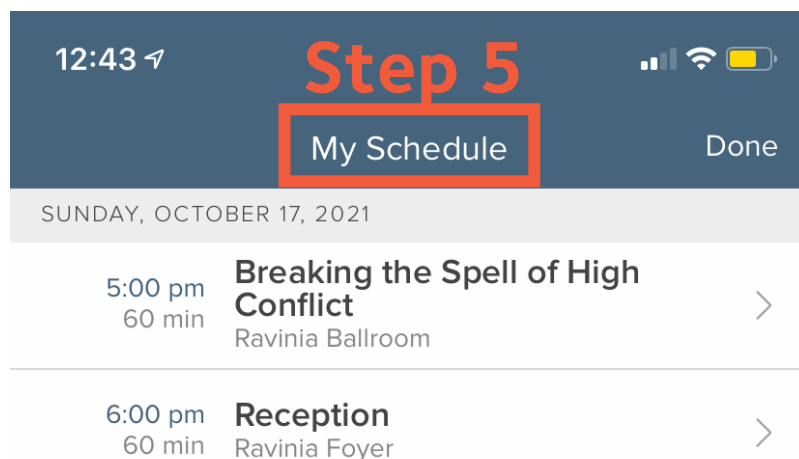 12:43
Step 5
My Schedule
Done
SUNDAY, OCTOBER 17, 2021
5:00 pm
60 min
Breaking the Spell of High
Conflict
Ravinia Ballroom
6:00 pm
60 min
Reception
Ravinia Foyer